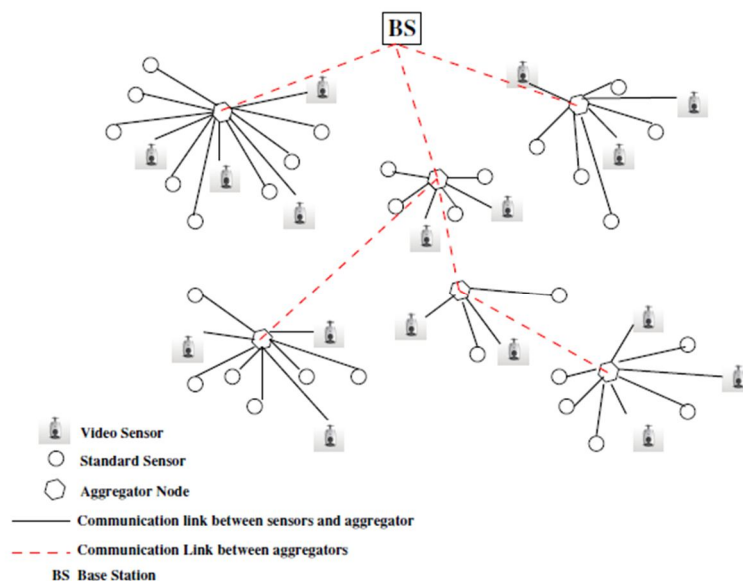 BS
Video Sensor
Standard Sensor
Aggregator Node
Communication link between sensors and aggregator
Communication Link between aggregators
BS Base Station